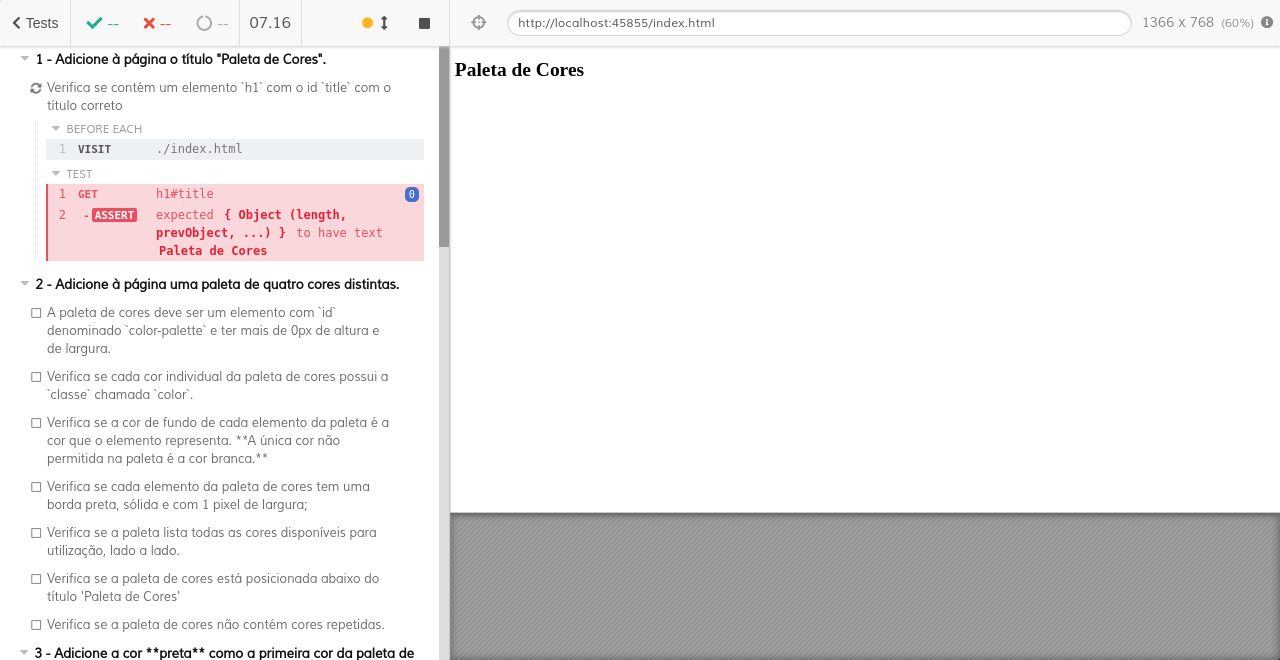 Tests -- -- -- 07.16 http://localhost:45855/index.html 1366 x 768 (60%)
1 - Adicione à página o título "Paleta de Cores".
Verifica se contém um elemento `h1` com o id `title` com o
título correto
BEFORE EACH
1 VISIT ./index.html
TEST
1 GET h1#title 0
2 -ASSERT expected { Object (length,
prevObject, ...) } to have text
Paleta de Cores
2 - Adicione à página uma paleta de quatro cores distintas.
A paleta de cores deve ser um elemento com `id`
denominado `color-palette` e ter mais de 0px de altura e
de largura.
Verifica se cada cor individual da paleta de cores possui a
`classe` chamada `color`.
Verifica se a cor de fundo de cada elemento da paleta é a
cor que o elemento representa. **A única cor não
permitida na paleta é a cor branca.**
Verifica se cada elemento da paleta de cores tem uma
borda preta, sólida e com 1 pixel de largura;
Verifica se a paleta lista todas as cores disponíveis para
utilização, lado a lado.
Verifica se a paleta de cores está posicionada abaixo do
título 'Paleta de Cores'
Verifica se a paleta de cores não contém cores repetidas.
3 - Adicione a cor **preta** como a primeira cor da paleta de
Paleta de Cores